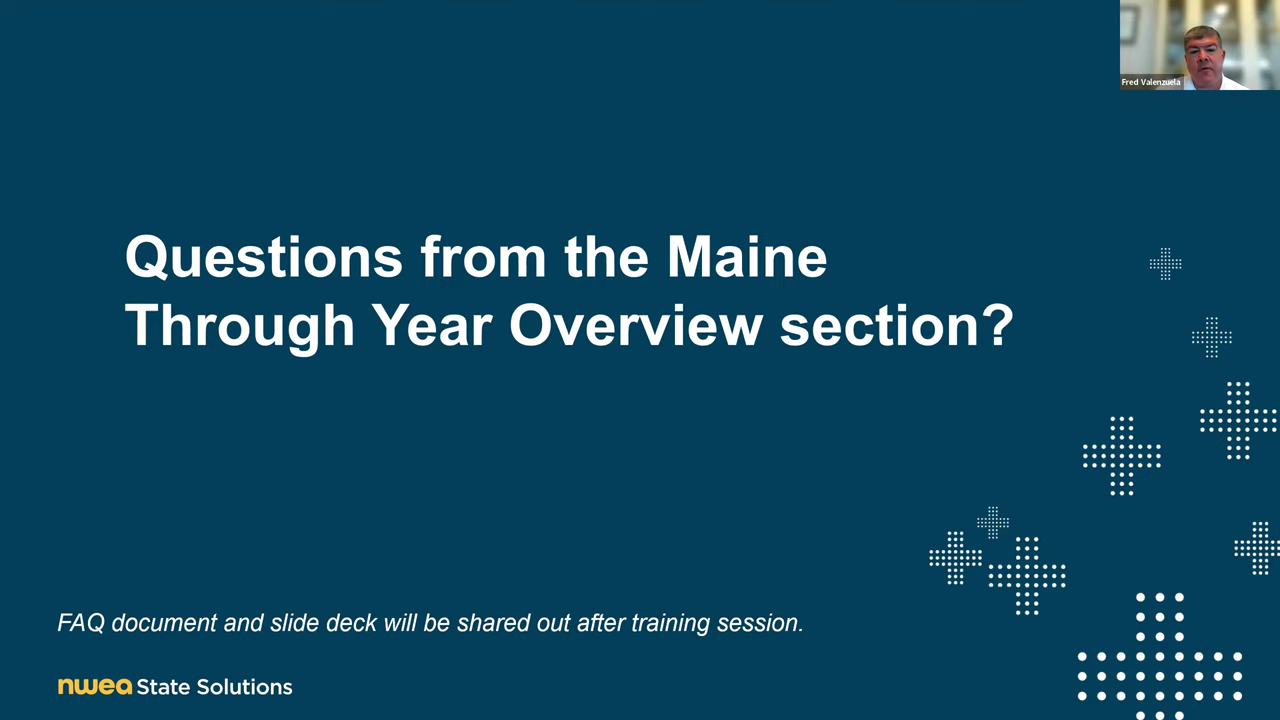 Fred Valenzuela
Questions from the Maine
Through Year Overview section?
FAQ document and slide deck will be shared out after training session.
nwea State Solutions